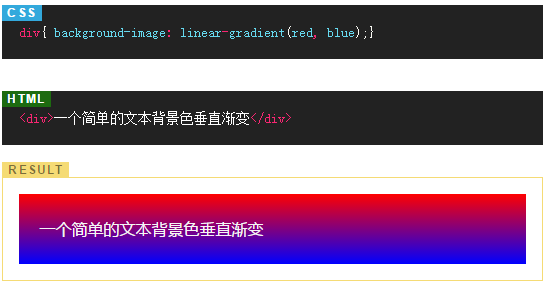 CSS
div{ background-image: linear-gradient(red, blue);}
HTML
<div>一个简单的文本背景色垂直渐变</div>
RESULT
一个简单的文本背景色垂直渐变